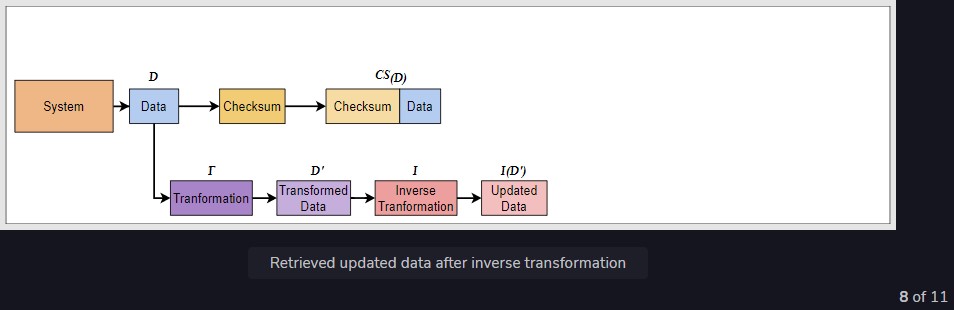 D
CS(D)
System
Data
Checksum
Checksum
Data
Γ
D'
I
I(D')
Tranformation
Transformed
Data
Inverse
Tranformation
Updated
Data
Retrieved updated data after inverse transformation
8 of 11